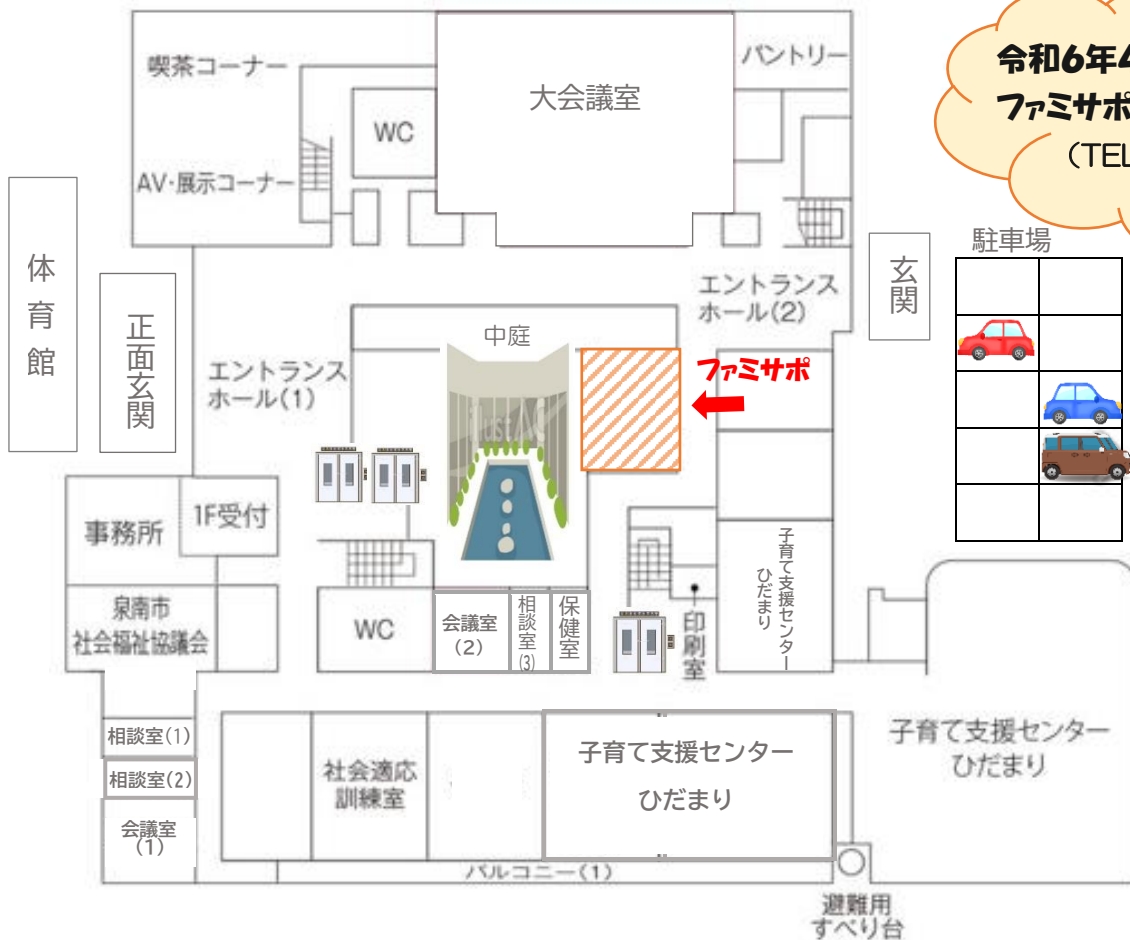 令和6年4
ファミサポ
(TEL
喫茶コーナー
大会議室
パントリー
WC
AV・展示コーナー
体育館
正面玄関
玄関
駐車場
エントランス
ホール(2)
中庭
エントランス
ホール(1)
ファミサポ
1F受付
事務所
子育て支援センター
ひだまり
泉南市
社会福祉協議会
WC
会議室
(2)
相談室(3)
保健室
印刷室
相談室(1)
相談室(2)
会議室
(1)
社会適応
訓練室
子育て支援センター
ひだまり
子育て支援センター
ひだまり
バルコニー(1)
避難用
すべり台